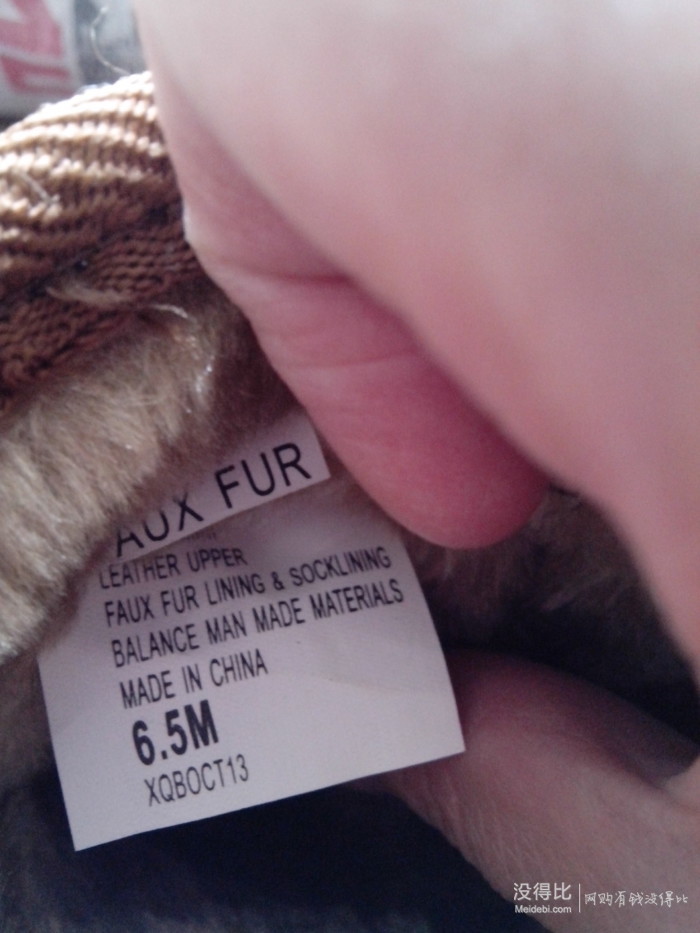 FAUX FUR
LEATHER UPPER
FAUX FUR LINING & SOCKLINING
BALANCE MAN MADE MATERIALS
MADE IN CHINA
6.5M
XQBOCT13
没得比
Meidebi.com
网购有钱没得比